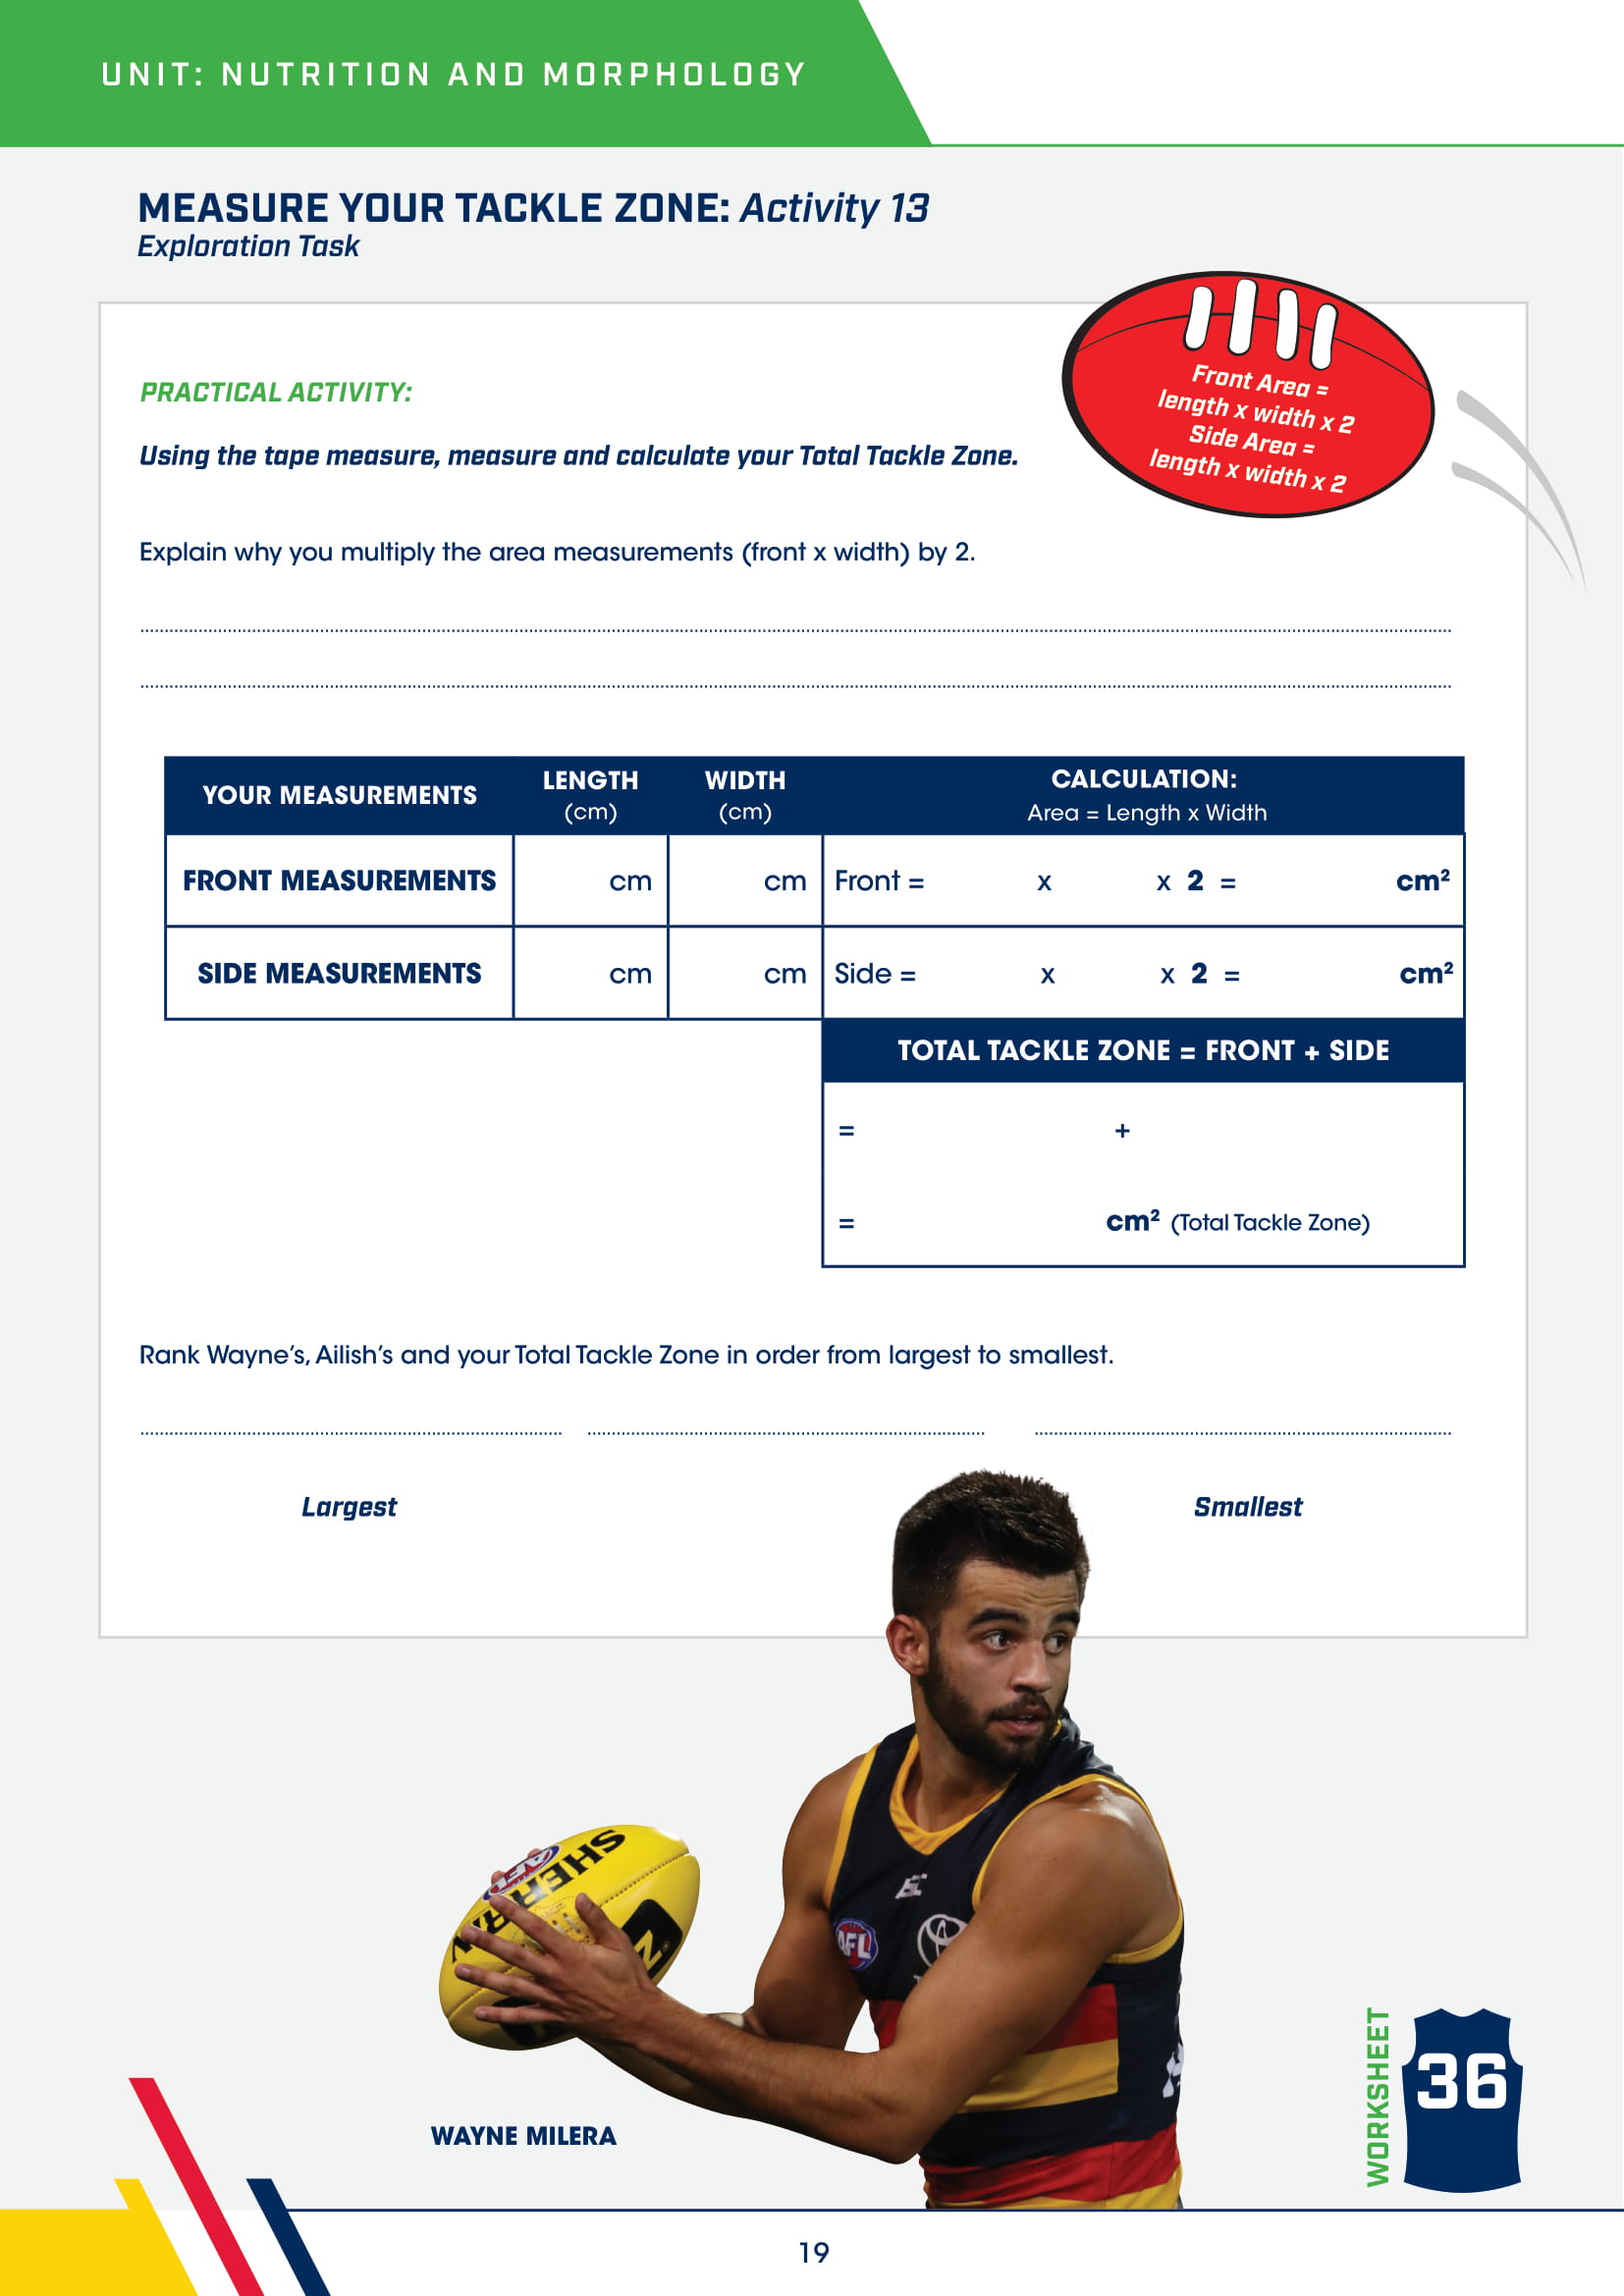 UNIT: NUTRITION AND MORPHOLOGY
MEASURE YOUR TACKLE ZONE: Activity 13
Exploration Task
Front Area =
length x width x 2
Side Area =
length x width x 2
PRACTICAL ACTIVITY:
Using the tape measure, measure and calculate your Total Tackle Zone.
Explain why you multiply the area measurements (front x width) by 2.
YOUR MEASUREMENTS
LENGTH
(cm)
WIDTH
(cm)
CALCULATION:
Area = Length x Width
FRONT MEASUREMENTS cm cm Front = x x 2 = cm²
SIDE MEASUREMENTS cm cm Side = x x 2 = cm²
TOTAL TACKLE ZONE = FRONT + SIDE
= +
= cm² (Total Tackle Zone)
Rank Wayne's, Ailish's and your Total Tackle Zone in order from largest to smallest.
Largest Smallest
AFL
AFL
WAYNE MILERA
WORKSHEET
36
19